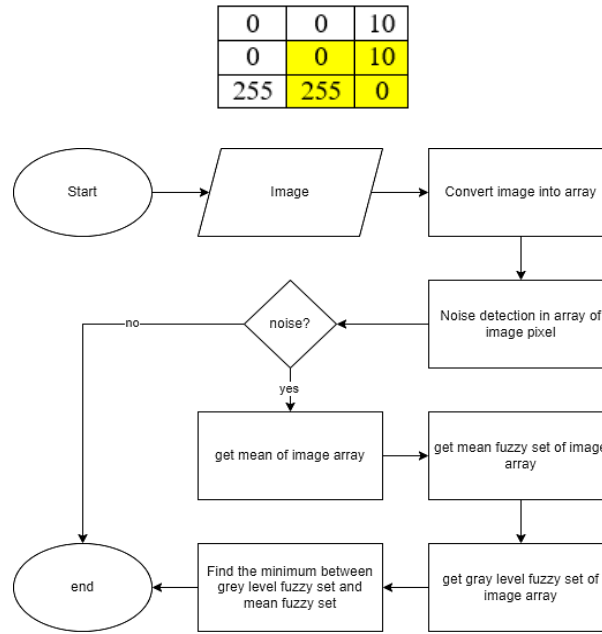 0 0 10
0 0 10
255 255 0
Start
Image
Convert image into array
Noise detection in array of
image pixel
noise?
no
yes
get mean of image array
get mean fuzzy set of image
array
end
Find the minimum between
grey level fuzzy set and
mean fuzzy set
get gray level fuzzy set of
image array